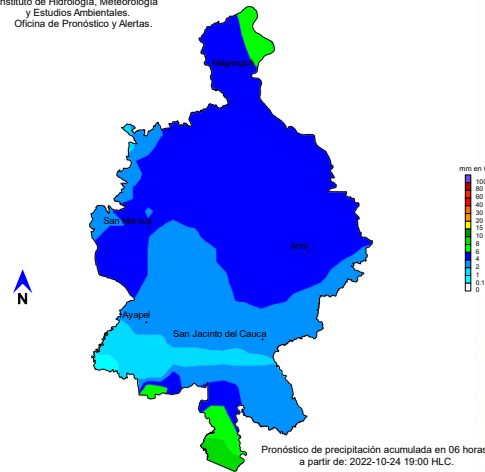 Instituto de Hidrología, Meteorología
y Estudios Ambientales.
Oficina de Pronóstico y Alertas.
Magangué
San Marcos
Achí
Ayapel
San Jacinto del Cauca
N
mm en
100
80
60
40
30
20
15
10
8
6
4
2
1
0.1
0
Pronóstico de precipitación acumulada en 06 horas
a partir de: 2022-10-24 19:00 HLC.